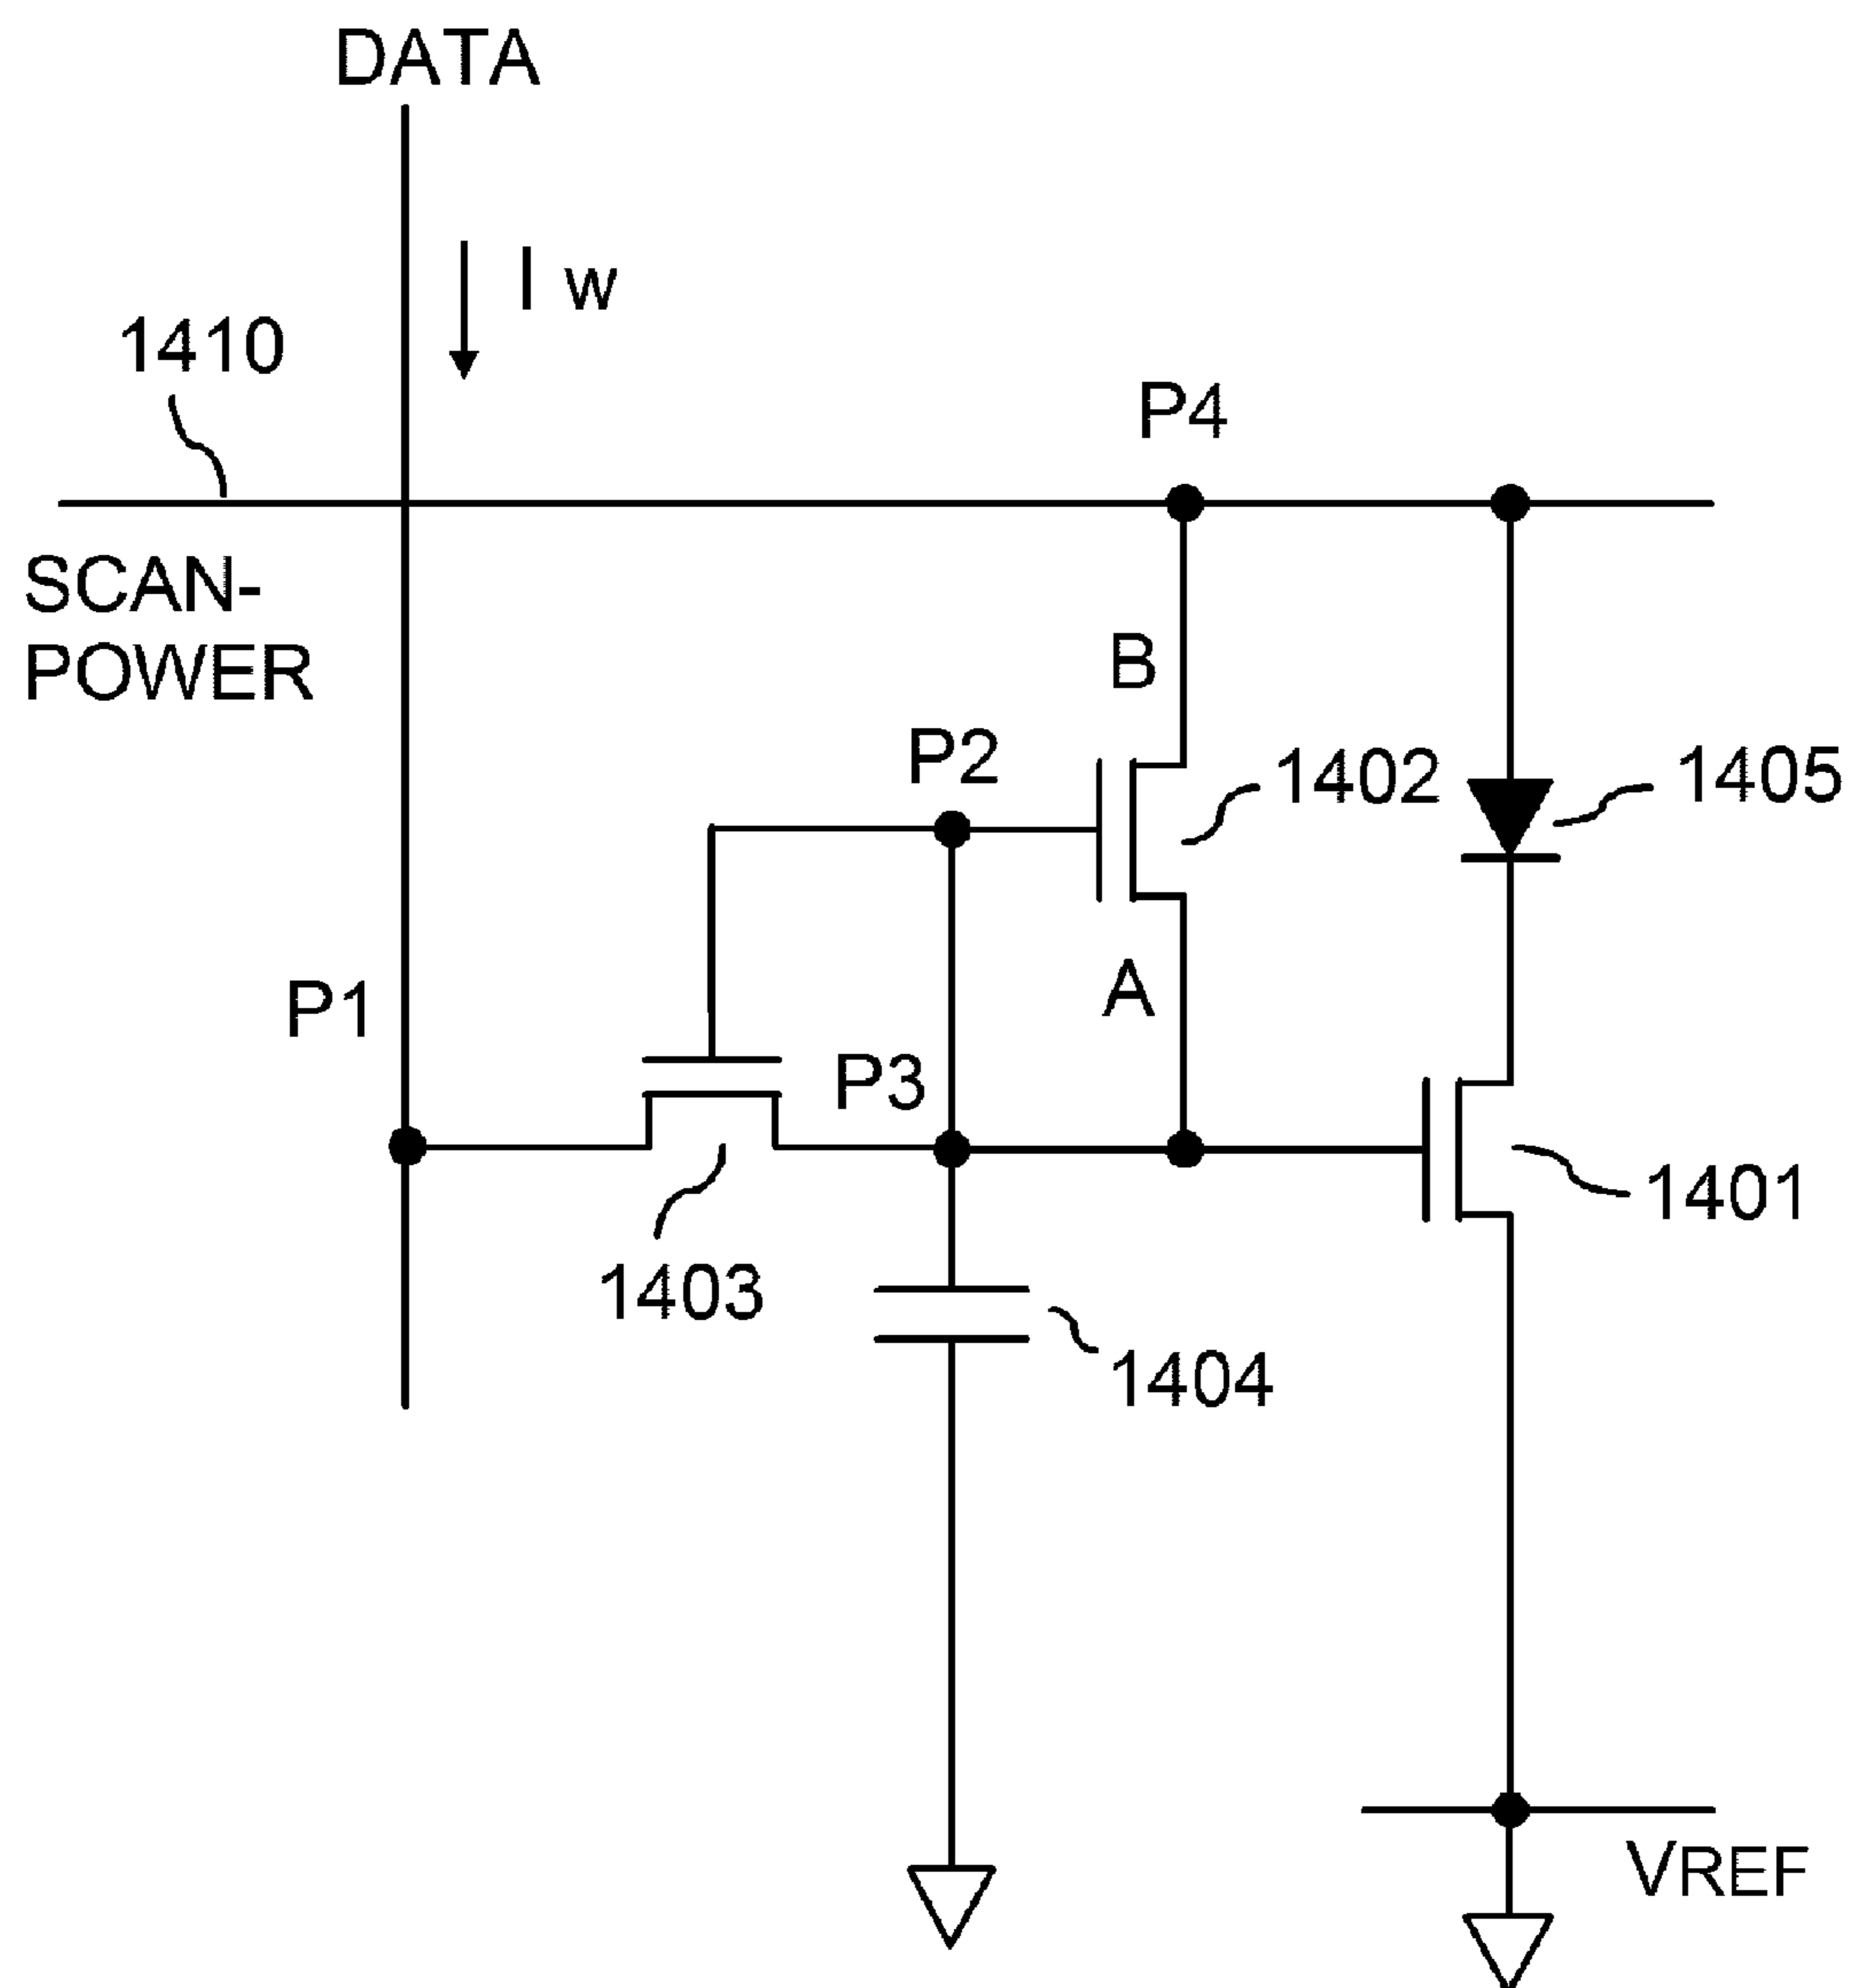 DATA
I w
1410
P4
SCAN-
POWER
B
P2
1402
1405
P1
A
P3
1401
1403
1404
VREF